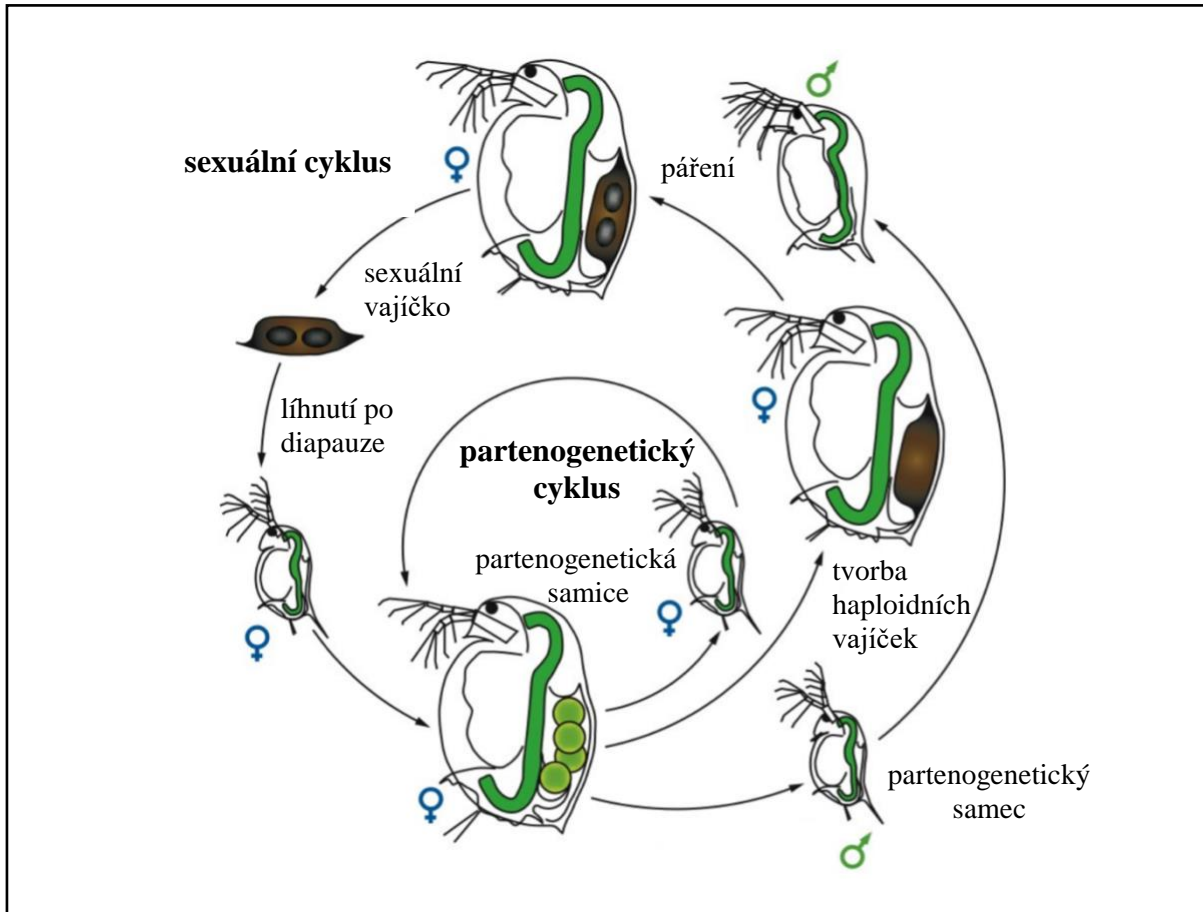 sexuální cyklus
páření
sexuální
vajíčko
líhnutí po
diapauze
partenogenetický
cyklus
partenogenetická
samice
tvorba
haploidních
vajíček
partenogenetický
samec